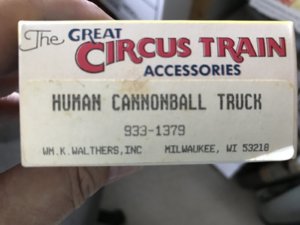 The GREAT
CIRCUS TRAIN
ACCESSORIES
HUMAN CANNONBALL TRUCK
933-1379
WM.K.WALTHERS,INC MILWAUKEE, WI 53218